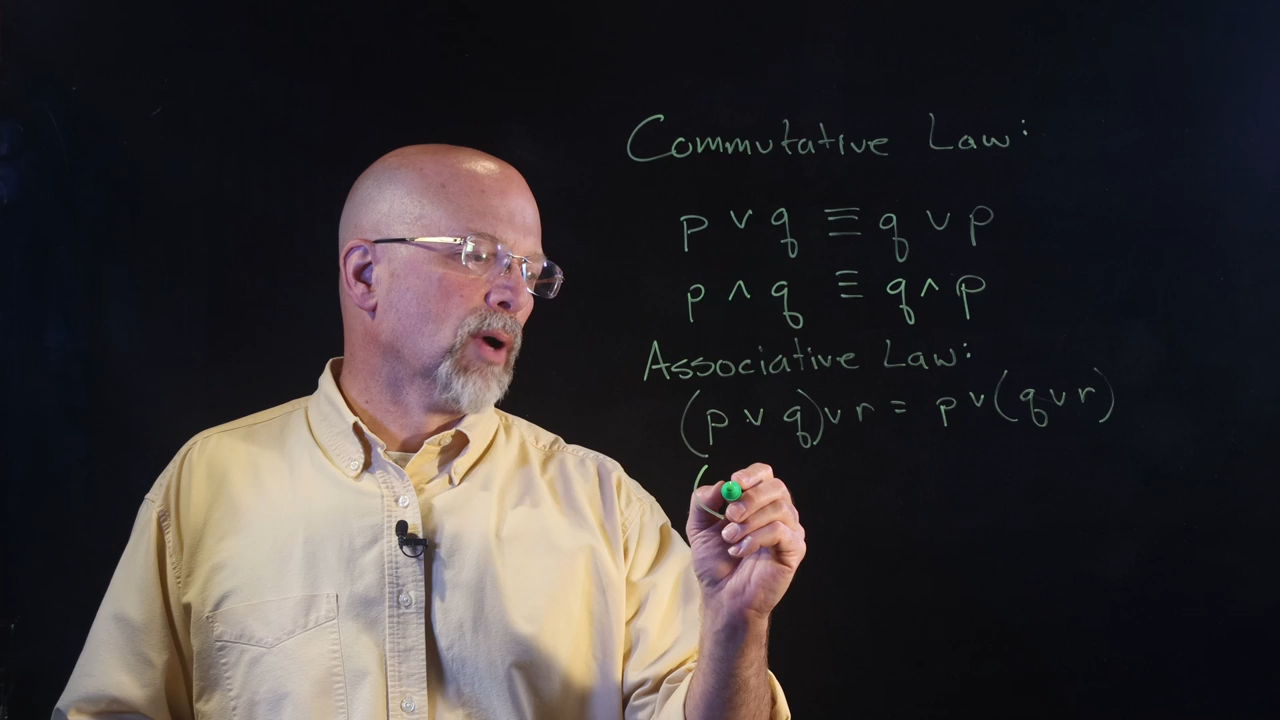 Commutative Law:
p ∨ q ≡ q ∨ p
p ∧ q ≡ q ∧ p
Associative Law:
(p ∨ q) ∨ r = p ∨ (q ∨ r)
(